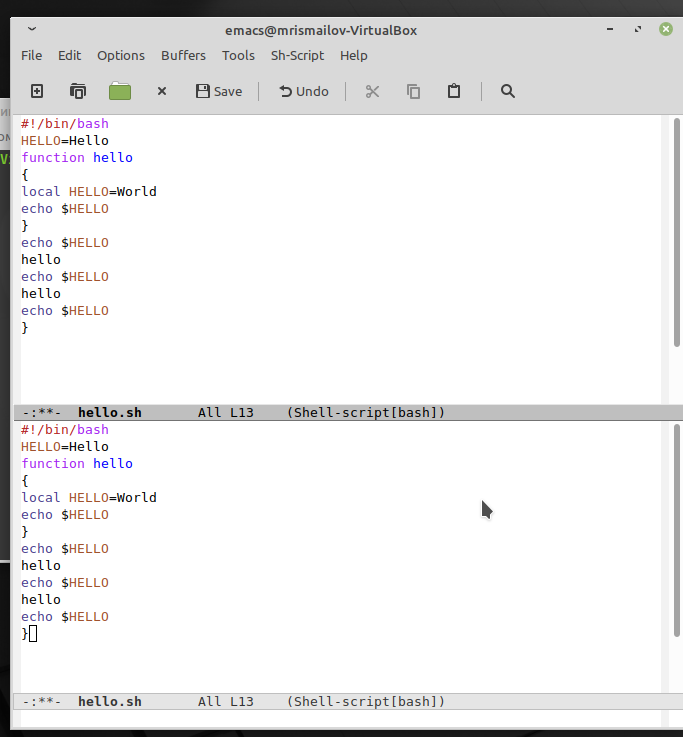 emacs@mrismailov-VirtualBox
File Edit Options Buffers Tools Sh-Script Help
Save Undo
#!/bin/bash
HELLO=Hello
function hello
{
local HELLO=World
echo $HELLO
}
echo $HELLO
hello
echo $HELLO
hello
echo $HELLO
}
-:**- hello.sh All L13 (Shell-script[bash])
#!/bin/bash
HELLO=Hello
function hello
{
local HELLO=World
echo $HELLO
}
echo $HELLO
hello
echo $HELLO
hello
echo $HELLO
}
-:**- hello.sh All L13 (Shell-script[bash])